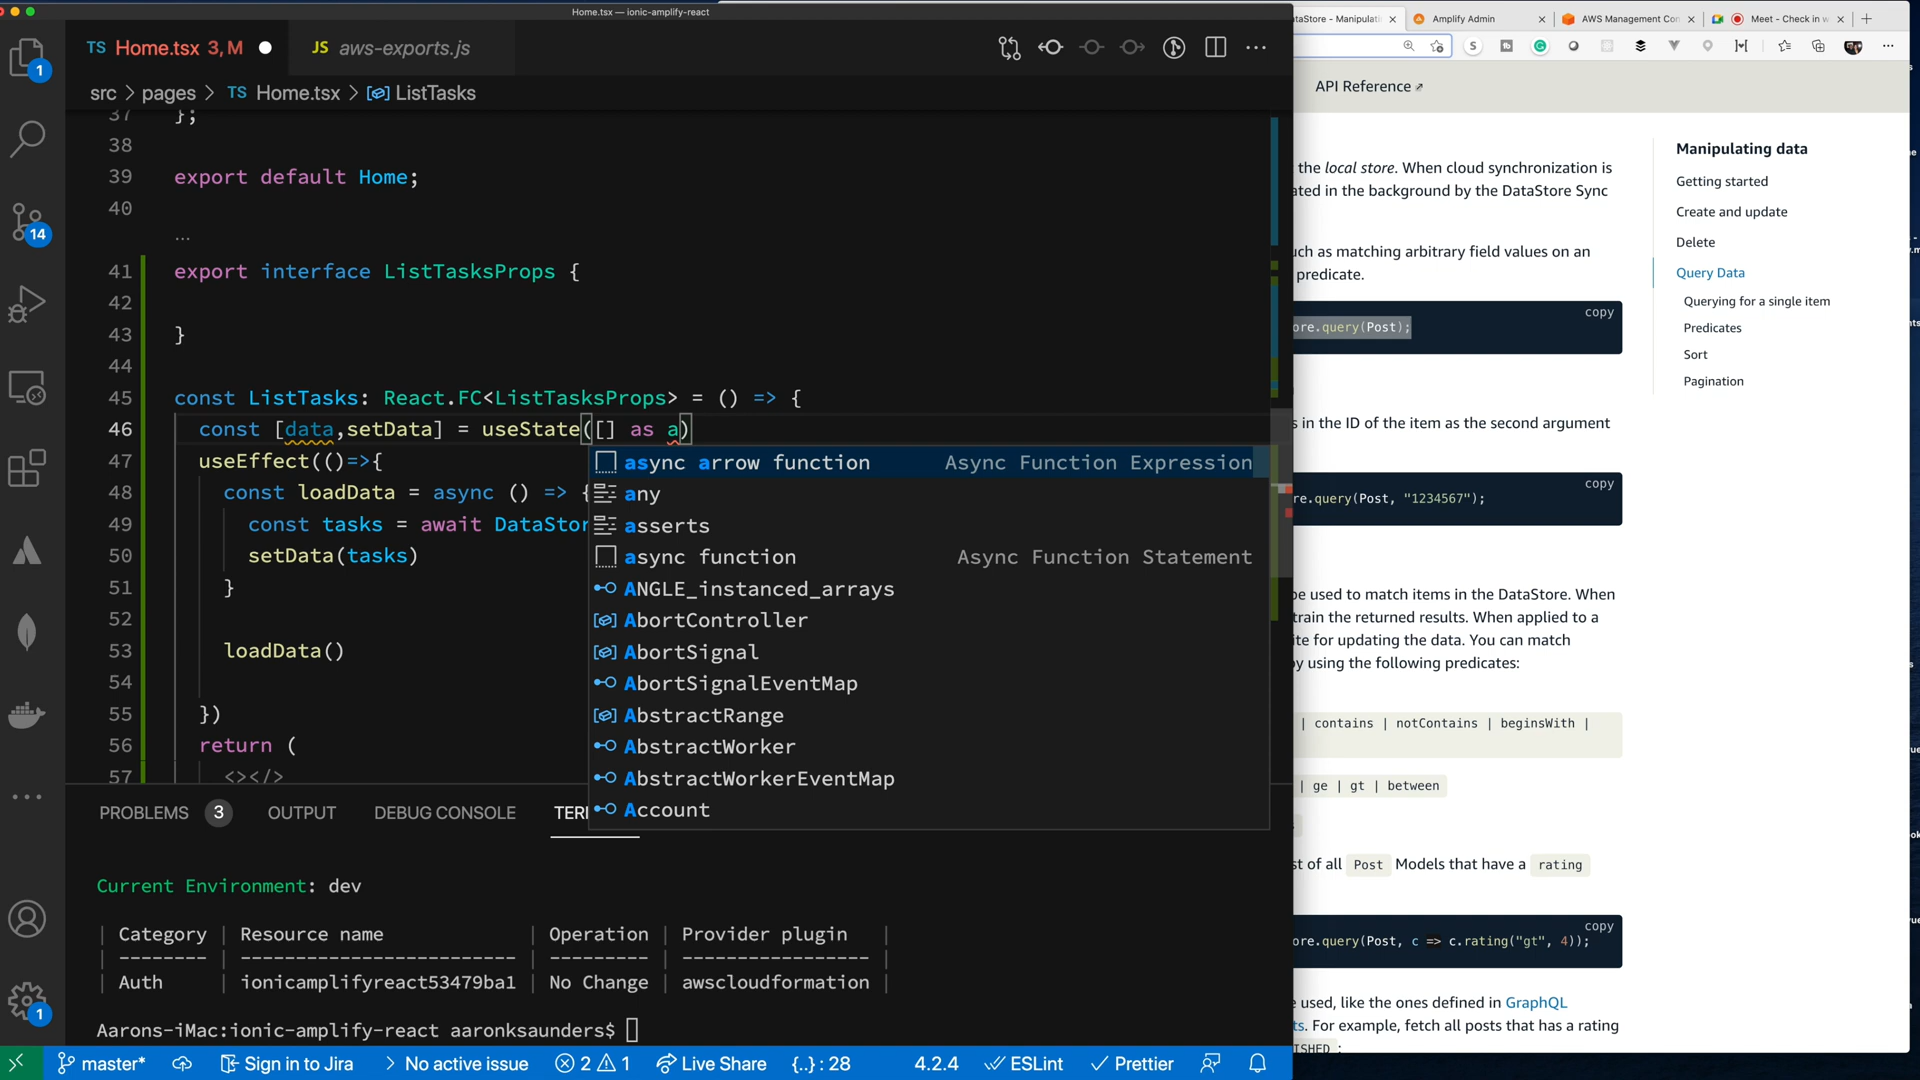 Home.tsx — ionic-amplify-react
TS Home.tsx 3, M
JS aws-exports.js
src > pages > TS Home.tsx > ListTasks
37 };
38
39 export default Home;
40
...
41 export interface ListTasksProps {
42
43 }
44
45 const ListTasks: React.FC<ListTasksProps> = () => {
46 const [data,setData] = useState([] as a)
47 useEffect(()=>{
48 const loadData = async () => {
49 const tasks = await DataStor
50 setData(tasks)
51 }
52
53 loadData()
54
55 })
56 return (
57 <></>
async arrow function Async Function Expression
any
asserts
async function Async Function Statement
ANGLE_instanced_arrays
AbortController
AbortSignal
AbortSignalEventMap
AbstractRange
AbstractWorker
AbstractWorkerEventMap
Account
1
14
1
PROBLEMS 3 OUTPUT DEBUG CONSOLE TERI
Current Environment: dev
| Category | Resource name | Operation | Provider plugin |
| -------- | ----------------------- | --------- | ----------------- |
| Auth | ionicamplifyreact53479ba1 | No Change | awscloudformation |
Aarons-iMac:ionic-amplify-react aaronksaunders$
master* Sign in to Jira > No active issue 2 1 Live Share {..} : 28 4.2.4 ESLint Prettier
taStore - Manipulati
Amplify Admin
AWS Management Con
Meet - Check in w
API Reference
the local store. When cloud synchronization is
ated in the background by the DataStore Sync
uch as matching arbitrary field values on an
predicate.
copy
ore.query(Post);
s in the ID of the item as the second argument
copy
re.query(Post, "1234567");
be used to match items in the DataStore. When
train the returned results. When applied to a
ite for updating the data. You can match
by using the following predicates:
| contains | notContains | beginsWith |
| ge | gt | between
st of all Post Models that have a rating
copy
ore.query(Post, c => c.rating("gt", 4));
e used, like the ones defined in GraphQL
ts. For example, fetch all posts that has a rating
ISHED :
Manipulating data
Getting started
Create and update
Delete
Query Data
Querying for a single item
Predicates
Sort
Pagination